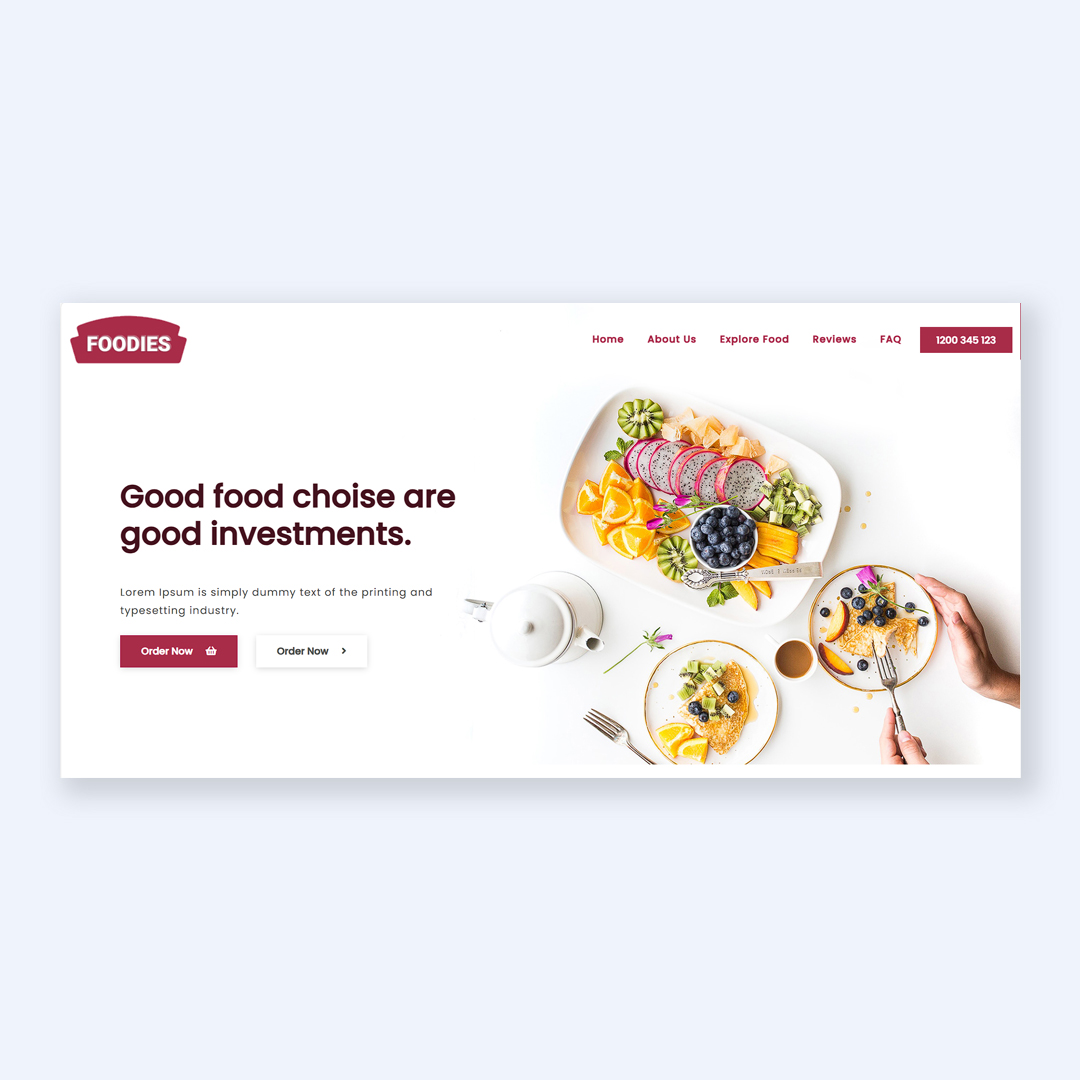 FOODIES
Home About Us Explore Food Reviews FAQ 1200 345 123
Good food choise are
good investments.
Lorem Ipsum is simply dummy text of the printing and
typesetting industry.
Order Now Order Now